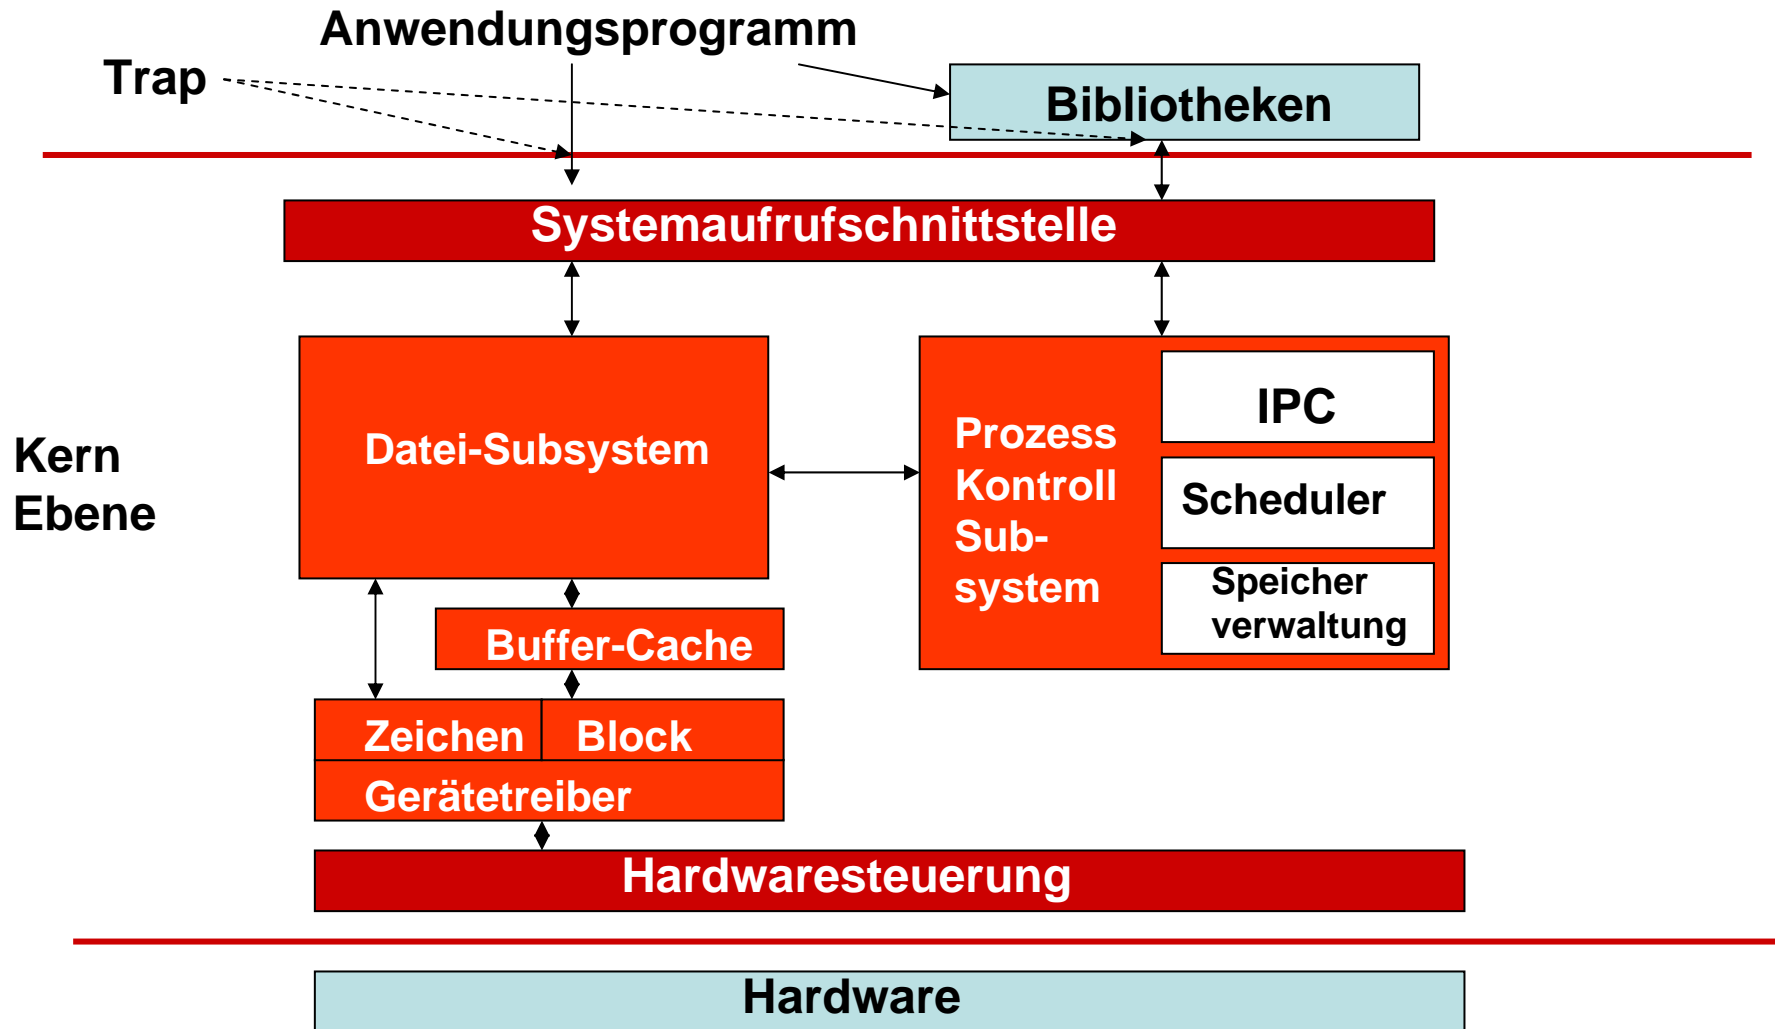 Anwendungsprogramm
Trap
Bibliotheken
Systemaufrufschnittstelle
Kern
Ebene
Datei-Subsystem
Prozess
Kontroll
Sub-
system
IPC
Scheduler
Speicher
verwaltung
Buffer-Cache
Zeichen
Block
Gerätetreiber
Hardwaresteuerung
Hardware